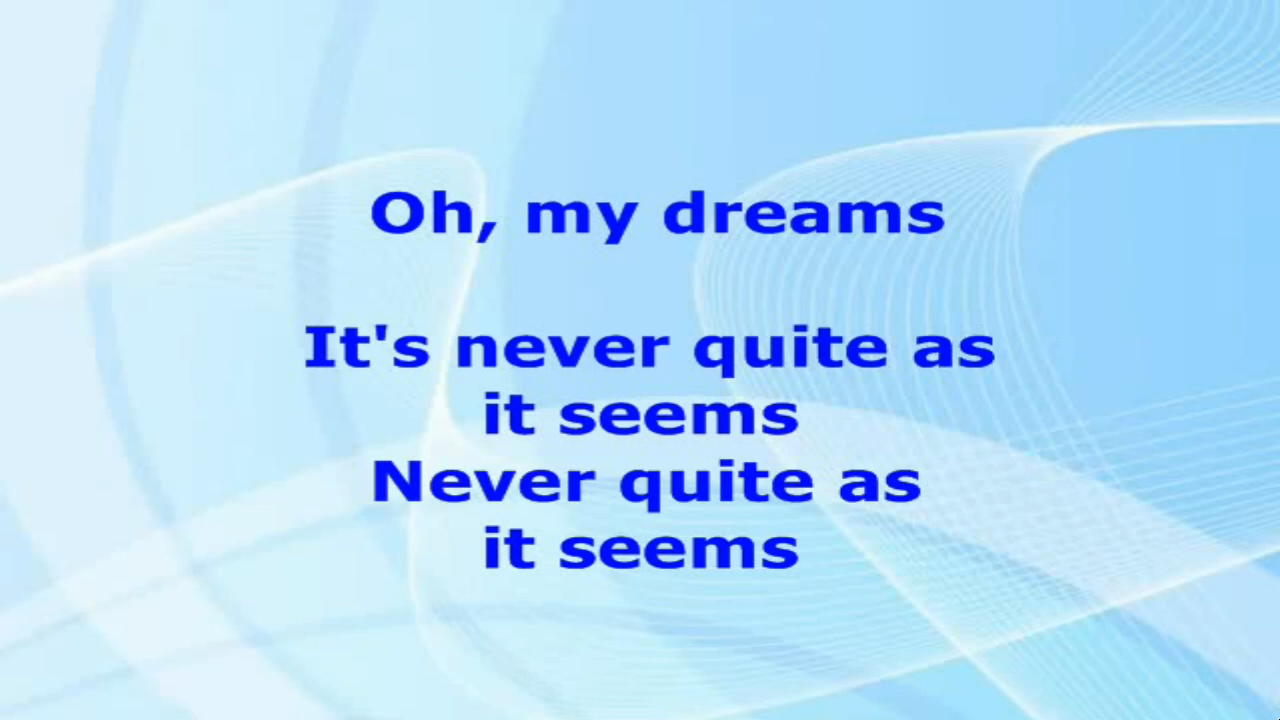 Oh, my dreams
It's never quite as
it seems
Never quite as
it seems